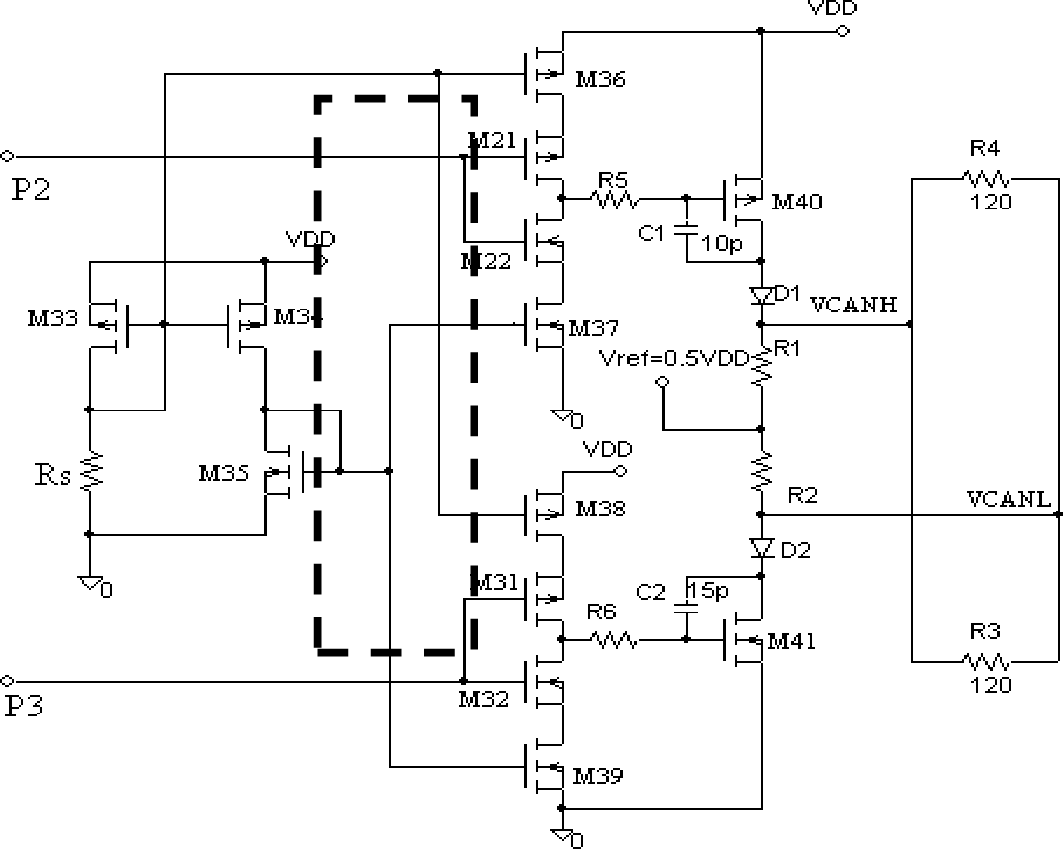 VDD
M36
M21
R4
P2
R5
M40
120
C1
10p
VDD
M22
D1
VCANH
M33
M34
M37
R1
Vref=0.5VDD
0
VDD
Rs
M35
R2
VCANL
M38
D2
0
M31
C2
15p
R6
M41
R3
120
P3
M32
M39
0